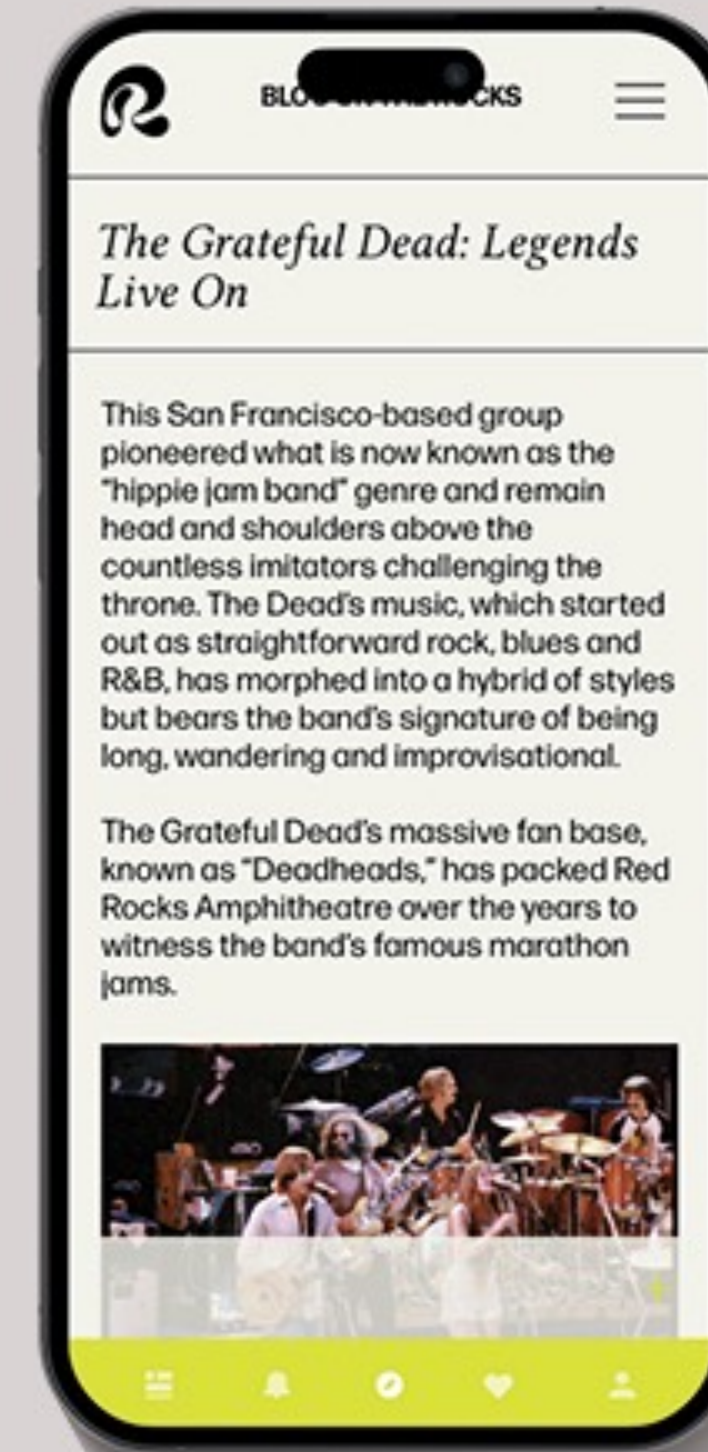 R
BLOG ON THE ROCKS
The Grateful Dead: Legends
Live On
This San Francisco-based group
pioneered what is now known as the
“hippie jam band” genre and remain
head and shoulders above the
countless imitators challenging the
throne. The Dead's music, which started
out as straightforward rock, blues and
R&B, has morphed into a hybrid of styles
but bears the band's signature of being
long, wandering and improvisational.
The Grateful Dead's massive fan base,
known as “Deadheads,” has packed Red
Rocks Amphitheatre over the years to
witness the band's famous marathon
jams.